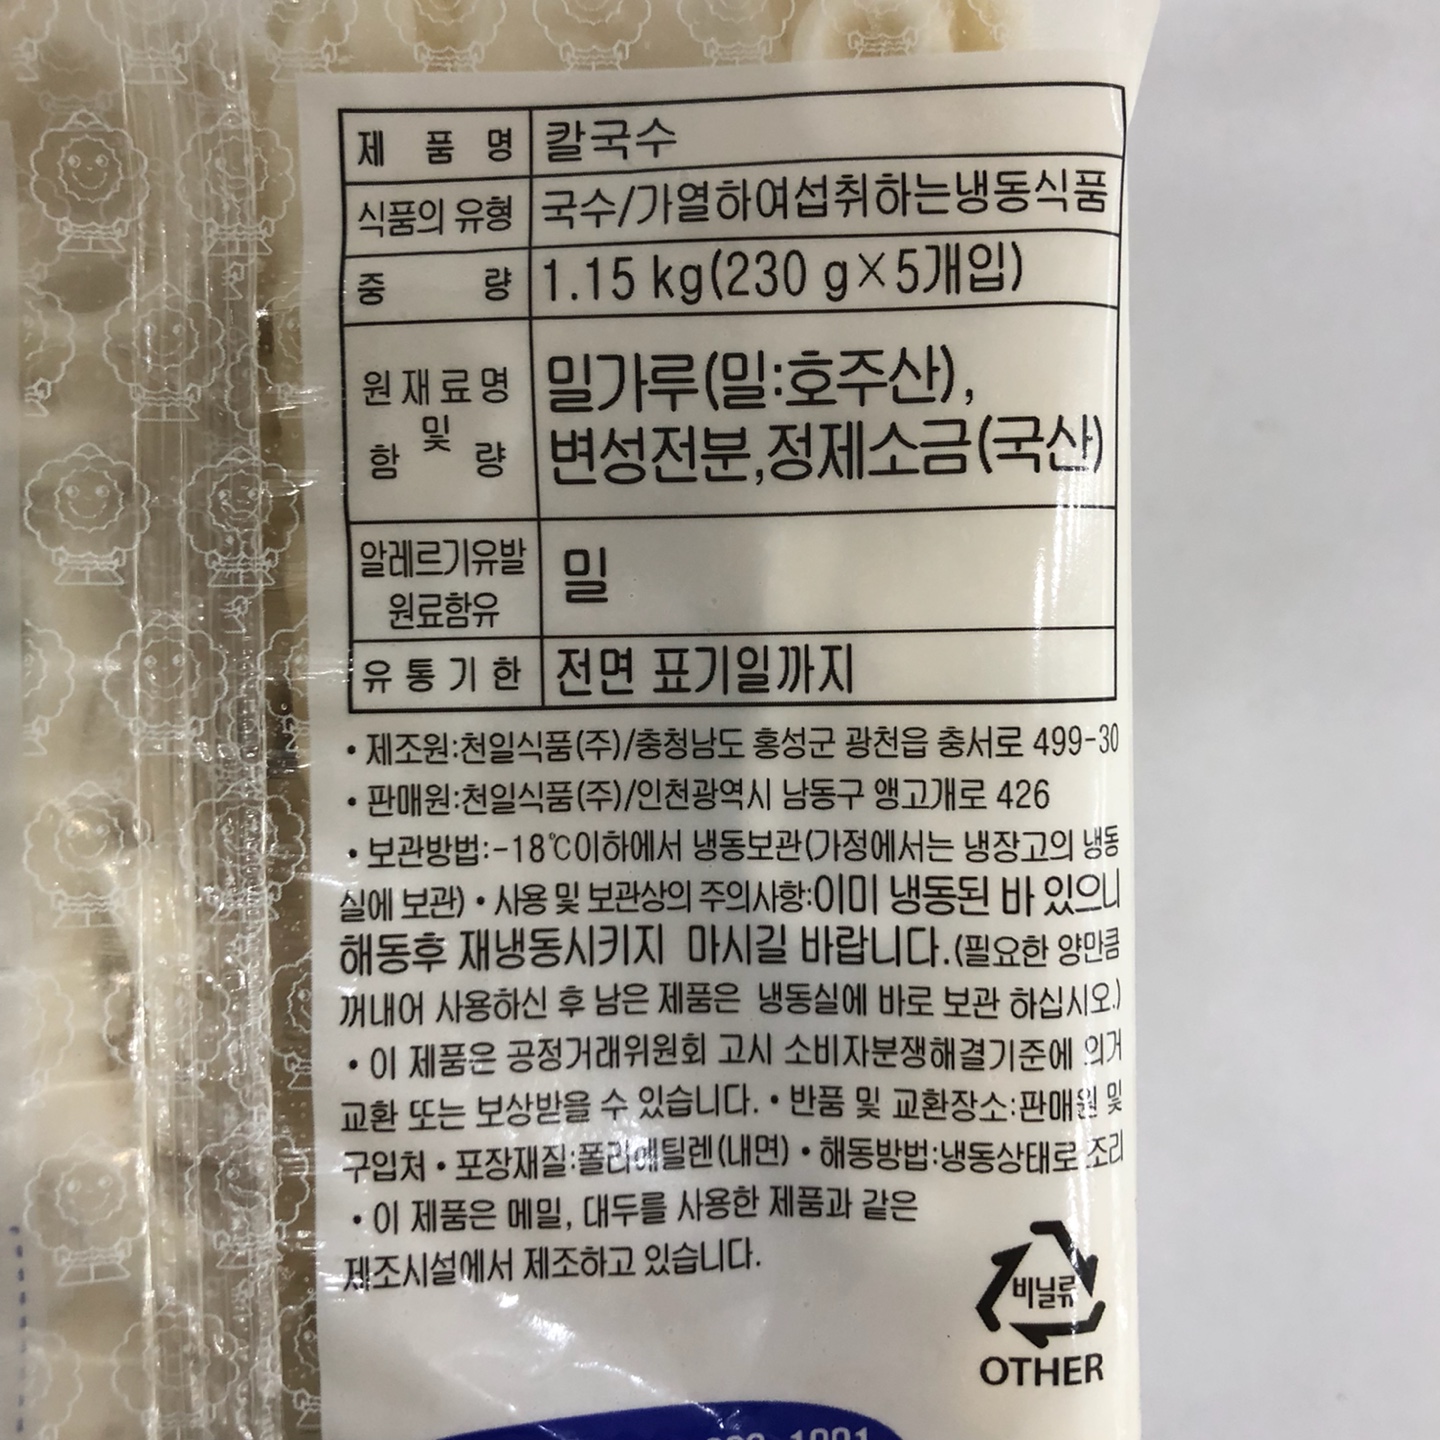 제 품 명 칼국수
식품의 유형 국수/가열하여섭취하는냉동식품
중 량 1.15 kg(230 g×5개입)
원재료명 및 함량 밀가루(밀:호주산),
변성전분,정제소금(국산)
알레르기유발 원료함유 밀
유통기한 전면 표기일까지
• 제조원:천일식품(주)/충청남도 홍성군 광천읍 충서로 499-30
• 판매원:천일식품(주)/인천광역시 남동구 앵고개로 426
• 보관방법:-18℃이하에서 냉동보관(가정에서는 냉장고의 냉동
실에 보관) • 사용 및 보관상의 주의사항:이미 냉동된 바 있으니
해동후 재냉동시키지 마시길 바랍니다.(필요한 양만큼
꺼내어 사용하신 후 남은 제품은 냉동실에 바로 보관 하십시오.)
• 이 제품은 공정거래위원회 고시 소비자분쟁해결기준에 의거
교환 또는 보상받을 수 있습니다. • 반품 및 교환장소:판매원 및
구입처 • 포장재질:폴리에틸렌(내면) • 해동방법:냉동상태로 조리
• 이 제품은 메밀, 대두를 사용한 제품과 같은
제조시설에서 제조하고 있습니다.
비닐류
OTHER